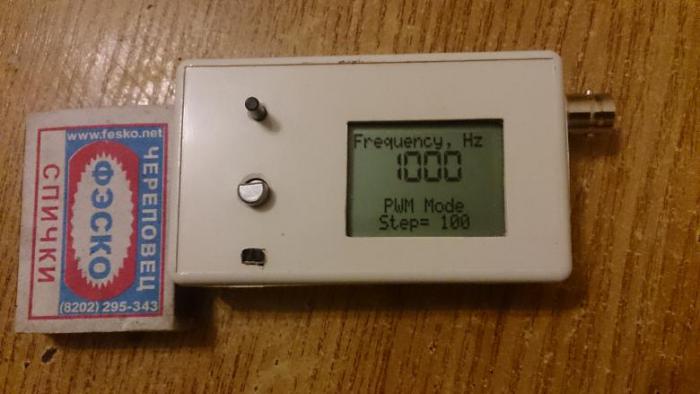 www.fesko.net
ЧЕРЕПОВЕЦ
ФЭСКО
СПИЧКИ
(8202) 295-343
Frequency, Hz
1000
PWM Mode
Step= 100